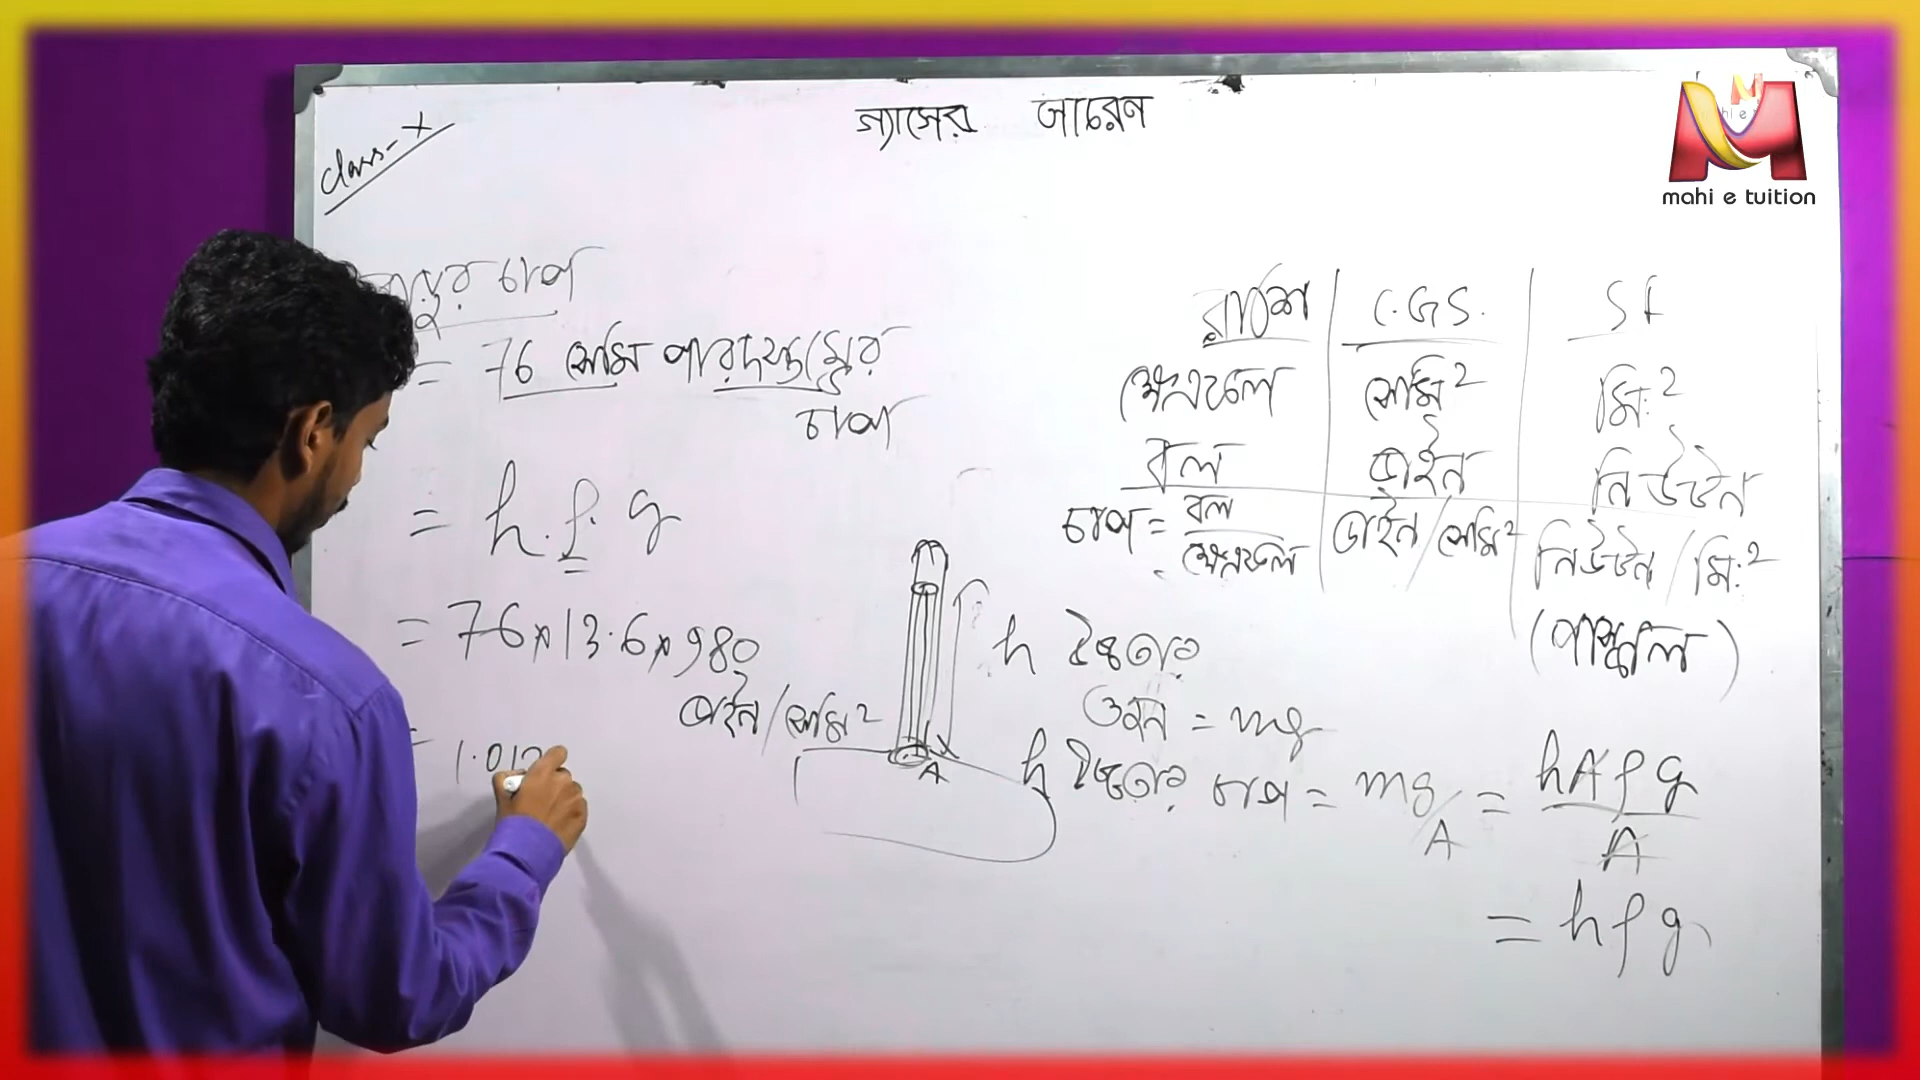 গ্যাসের আচরণ
Class-X
mahi e tuition
বায়ুর চাপ
= 76 সেমি পারদস্তম্ভের
চাপ
= h.ρ.g
= 76×13.6×980
ডাইন/সেমি²
= 1.013
A
রাশি C.G.S. SI
ক্ষেত্রফল সেমি² মি:²
বল ডাইন নিউটন
চাপ = বল/ক্ষেত্রফল ডাইন/সেমি² নিউটন/মি:²
(পাস্কাল)
h উচ্চতার
ওজন = mg
h উচ্চতার চাপ = mg/A = hAρg/A
= hρg